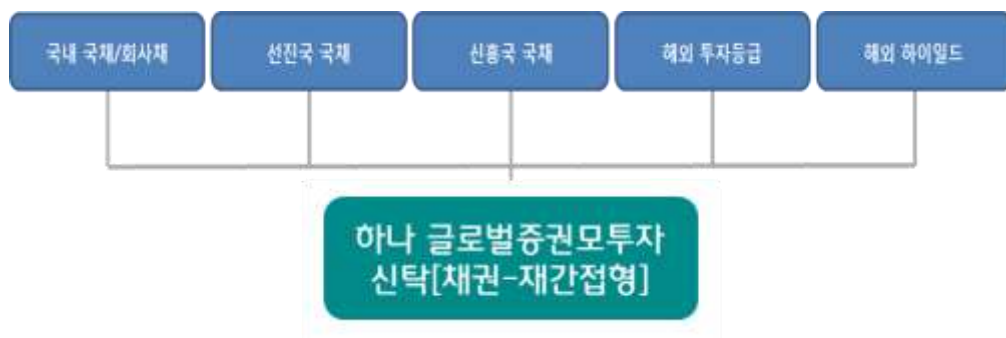 국내 국채/회사채
선진국 국채
신흥국 국채
해외 투자등급
해외 하이일드
하나 글로벌증권모투자
신탁[채권-재간접형]